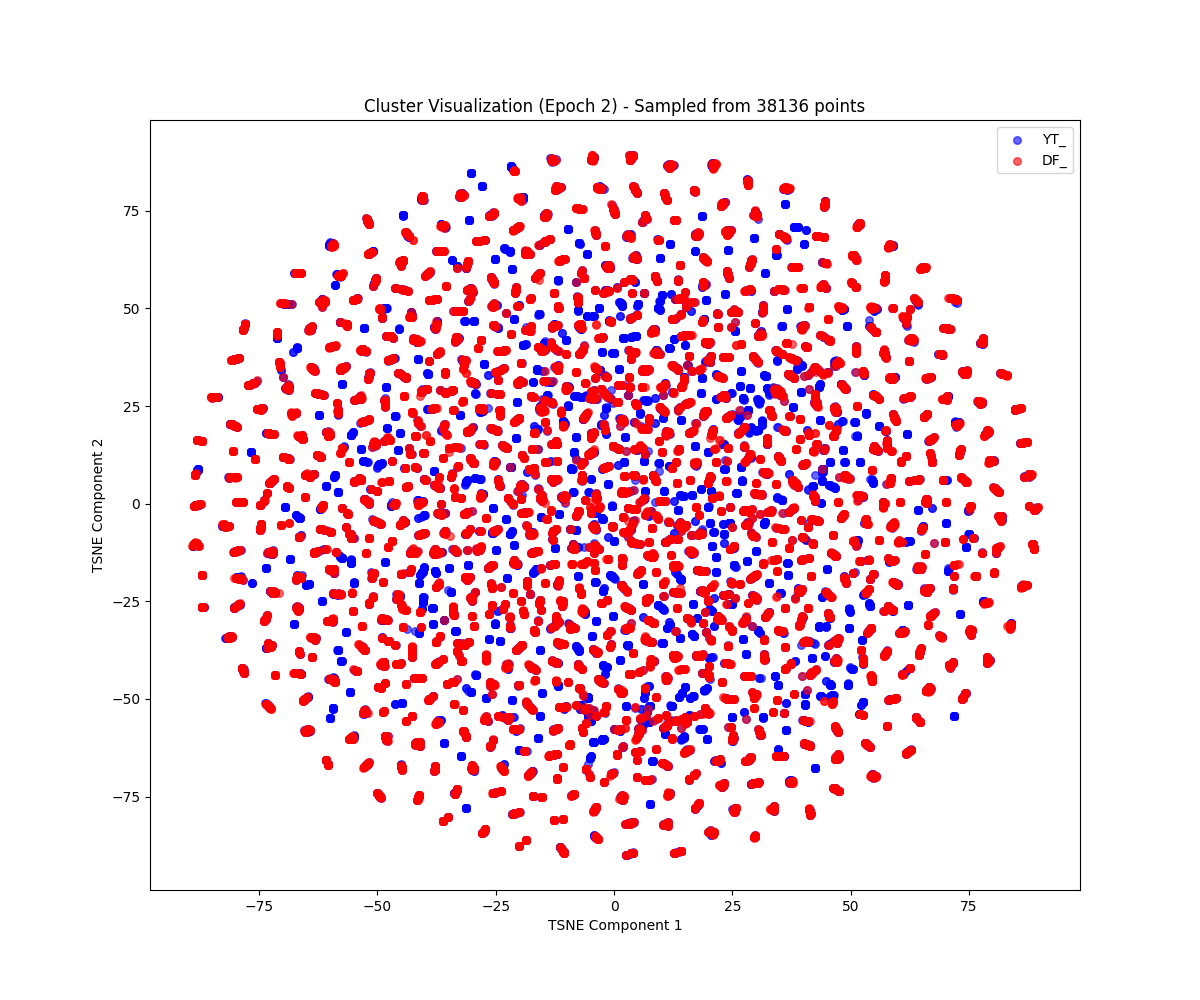 Cluster Visualization (Epoch 2) - Sampled from 38136 points
YT_
DF_
75
50
25
0
−25
−50
−75
TSNE Component 2
−75
−50
−25
0
25
50
75
TSNE Component 1